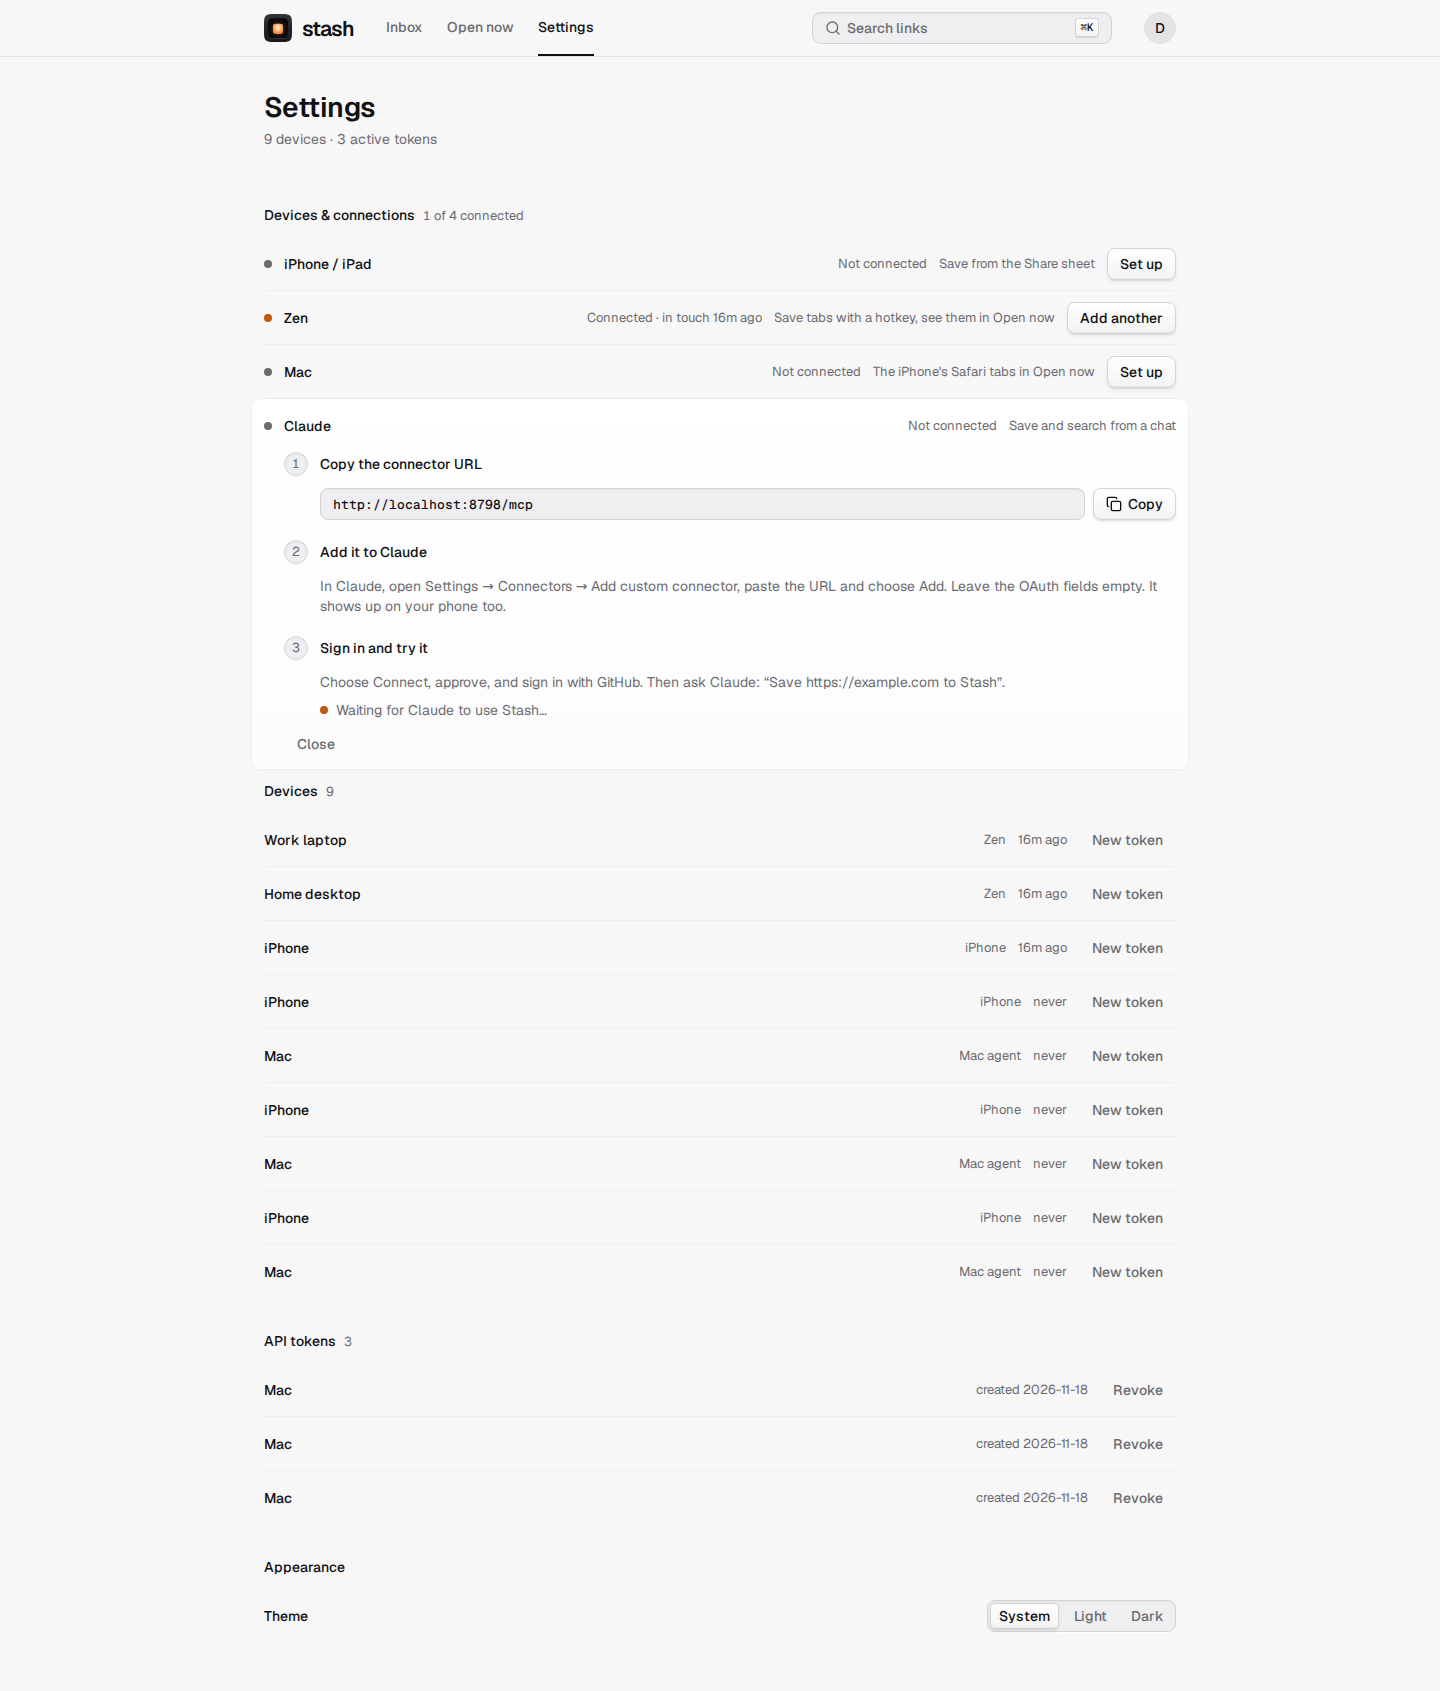 stash Inbox Open now Settings Search links ⌘K D
Settings
9 devices · 3 active tokens
Devices & connections 1 of 4 connected
iPhone / iPad Not connected Save from the Share sheet Set up
Zen Connected · in touch 16m ago Save tabs with a hotkey, see them in Open now Add another
Mac Not connected The iPhone's Safari tabs in Open now Set up
Claude Not connected Save and search from a chat
1 Copy the connector URL
http://localhost:8798/mcp Copy
2 Add it to Claude
In Claude, open Settings → Connectors → Add custom connector, paste the URL and choose Add. Leave the OAuth fields empty. It
shows up on your phone too.
3 Sign in and try it
Choose Connect, approve, and sign in with GitHub. Then ask Claude: “Save https://example.com to Stash”.
Waiting for Claude to use Stash…
Close
Devices 9
Work laptop Zen 16m ago New token
Home desktop Zen 16m ago New token
iPhone iPhone 16m ago New token
iPhone iPhone never New token
Mac Mac agent never New token
iPhone iPhone never New token
Mac Mac agent never New token
iPhone iPhone never New token
Mac Mac agent never New token
API tokens 3
Mac created 2026-11-18 Revoke
Mac created 2026-11-18 Revoke
Mac created 2026-11-18 Revoke
Appearance
Theme System Light Dark